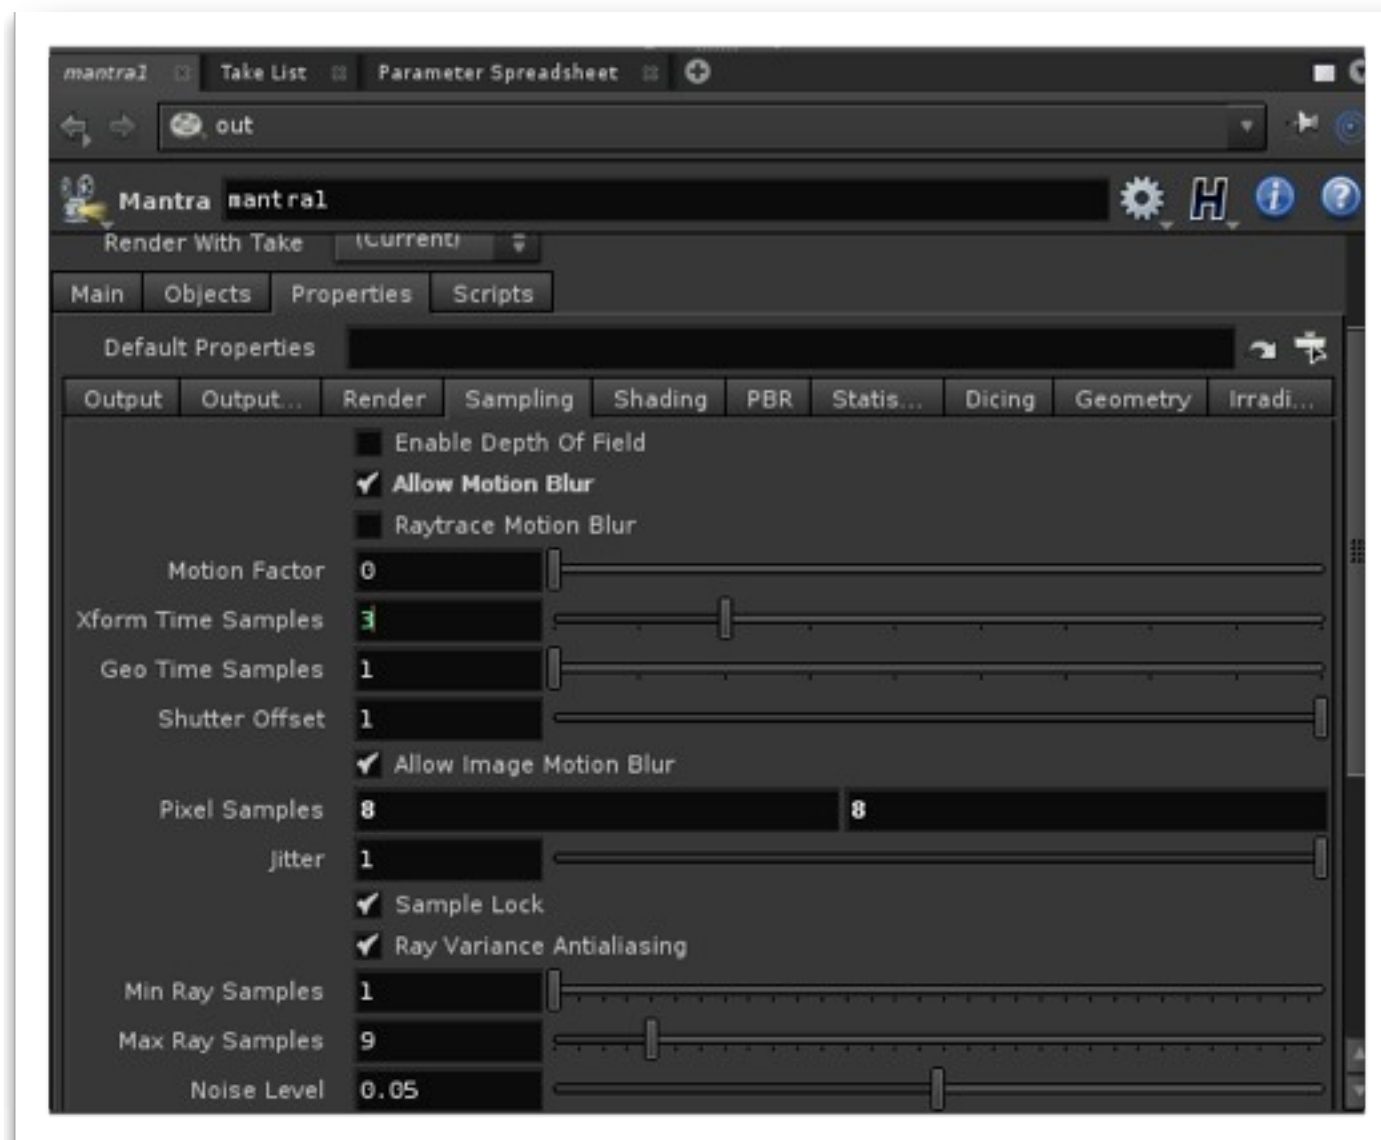 mantra1 Take List Parameter Spreadsheet
out
Mantra mantra1
Render With Take (Current)
Main Objects Properties Scripts
Default Properties
Output Output... Render Sampling Shading PBR Statis... Dicing Geometry Irradi...
Enable Depth Of Field
Allow Motion Blur
Raytrace Motion Blur
Motion Factor 0
Xform Time Samples 3
Geo Time Samples 1
Shutter Offset 1
Allow Image Motion Blur
Pixel Samples 8 8
Jitter 1
Sample Lock
Ray Variance Antialiasing
Min Ray Samples 1
Max Ray Samples 9
Noise Level 0.05